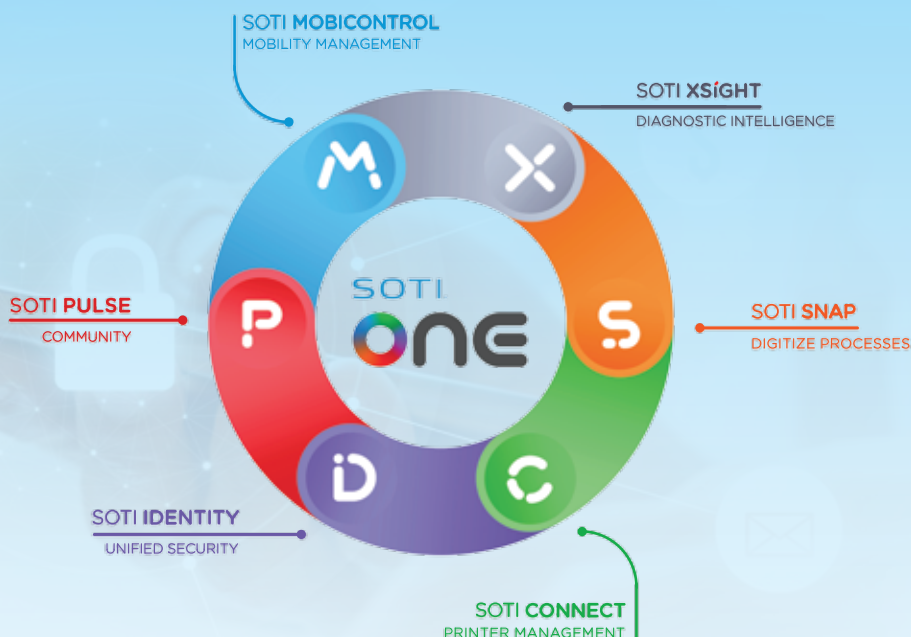 SOTI MOBICONTROL
MOBILITY MANAGEMENT
SOTI XSiGHT
DIAGNOSTIC INTELLIGENCE
M
X
SOTI PULSE
COMMUNITY
P
SOTI
ONE
S
SOTI SNAP
DIGITIZE PROCESSES
iD
C
SOTI IDENTITY
UNIFIED SECURITY
SOTI CONNECT
PRINTER MANAGEMENT